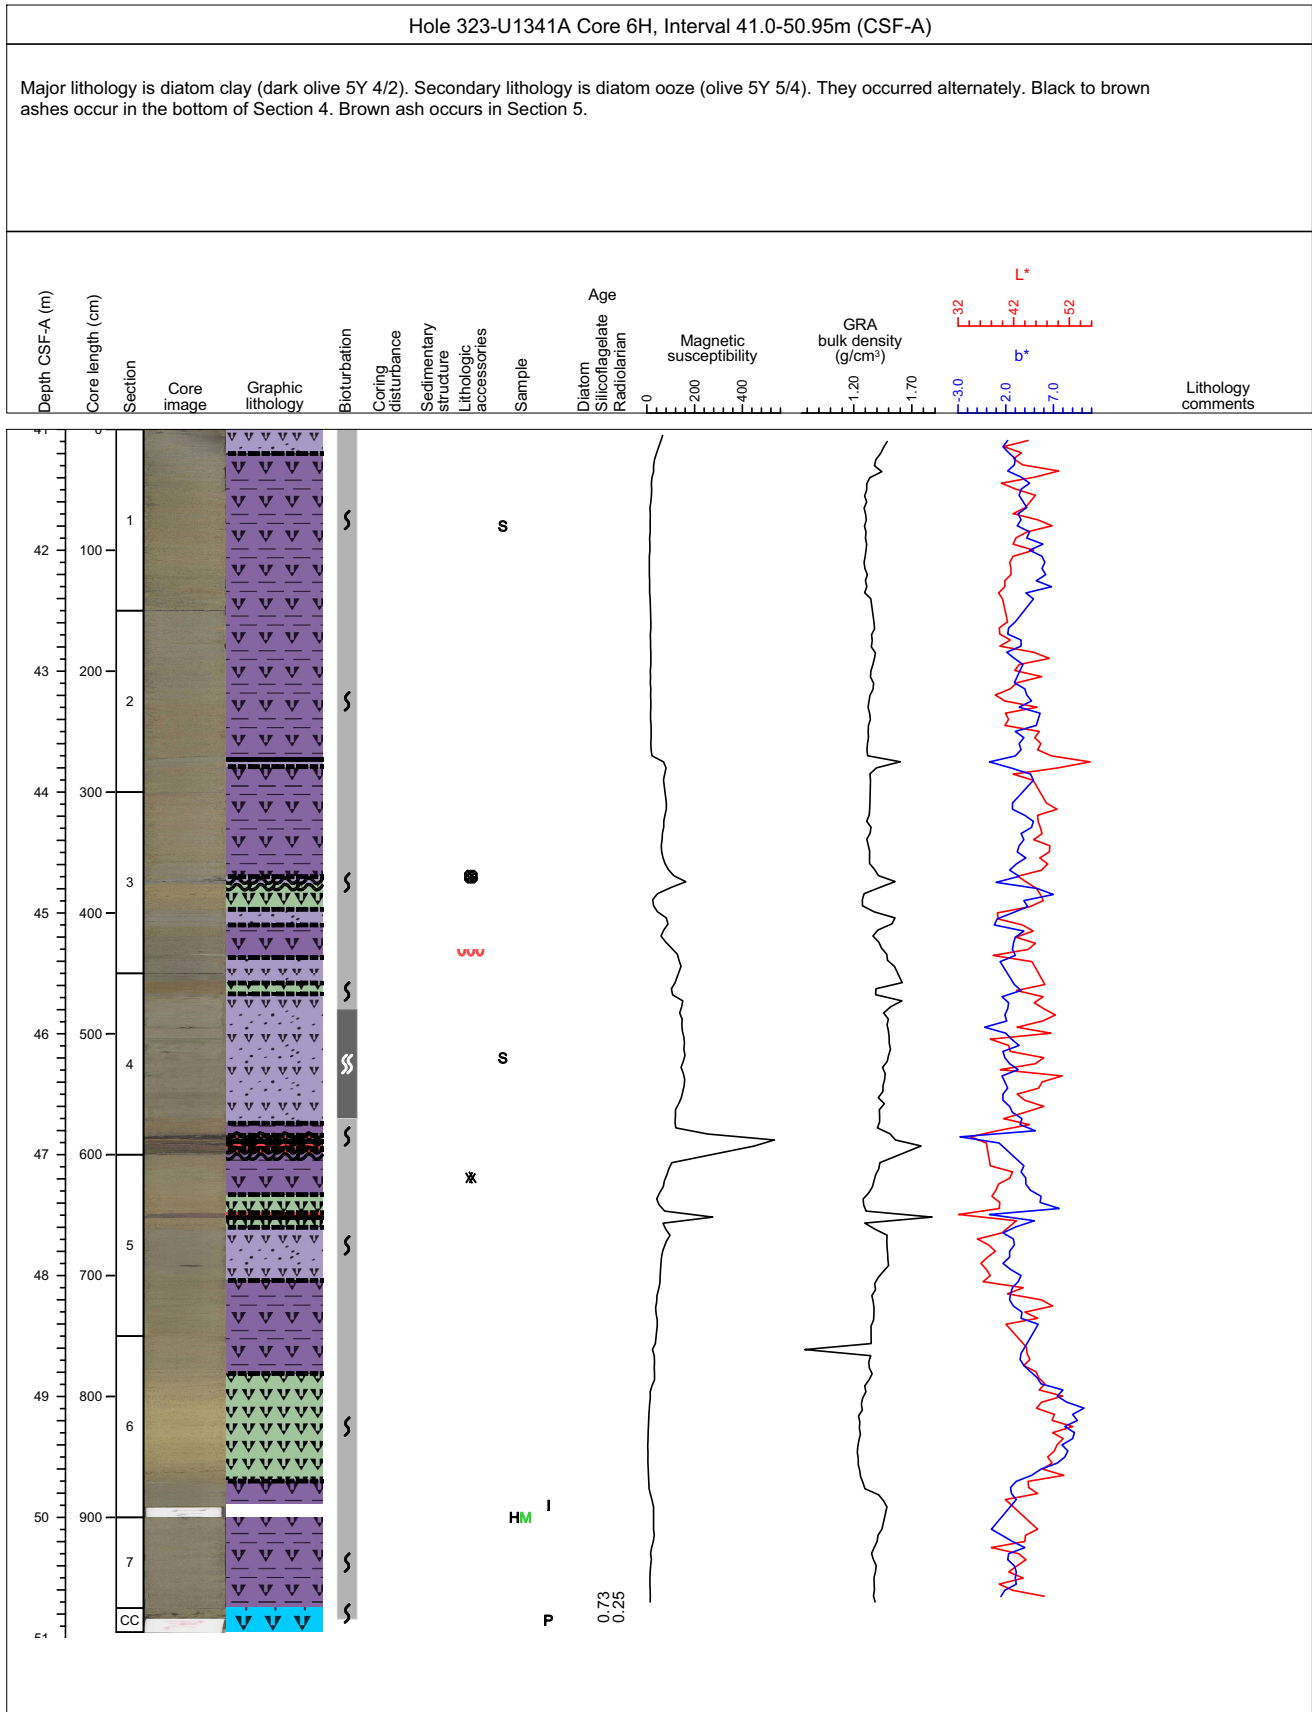 Hole 323-U1341A Core 6H, Interval 41.0-50.95m (CSF-A)
Major lithology is diatom clay (dark olive 5Y 4/2). Secondary lithology is diatom ooze (olive 5Y 5/4). They occurred alternately. Black to brown
ashes occur in the bottom of Section 4. Brown ash occurs in Section 5.
Depth CSF-A (m)
Core length (cm)
Section
Core
image
Graphic
lithology
Bioturbation
Coring
disturbance
Sedimentary
structure
Lithologic
accessories
Sample
Age
Diatom
Silicoflagelate
Radiolarian
Magnetic
susceptibility
0 200 400
GRA
bulk density
(g/cm³)
1.20 1.70
L*
32 42 52
b*
-3.0 2.0 7.0
Lithology
comments
41 0
1
S
42 100
43 200
2
44 300
3
45 400
46 500
4
S
47 600
5
48 700
49 800
6
I
50 900
HM
7
0.73
0.25
CC
P
51